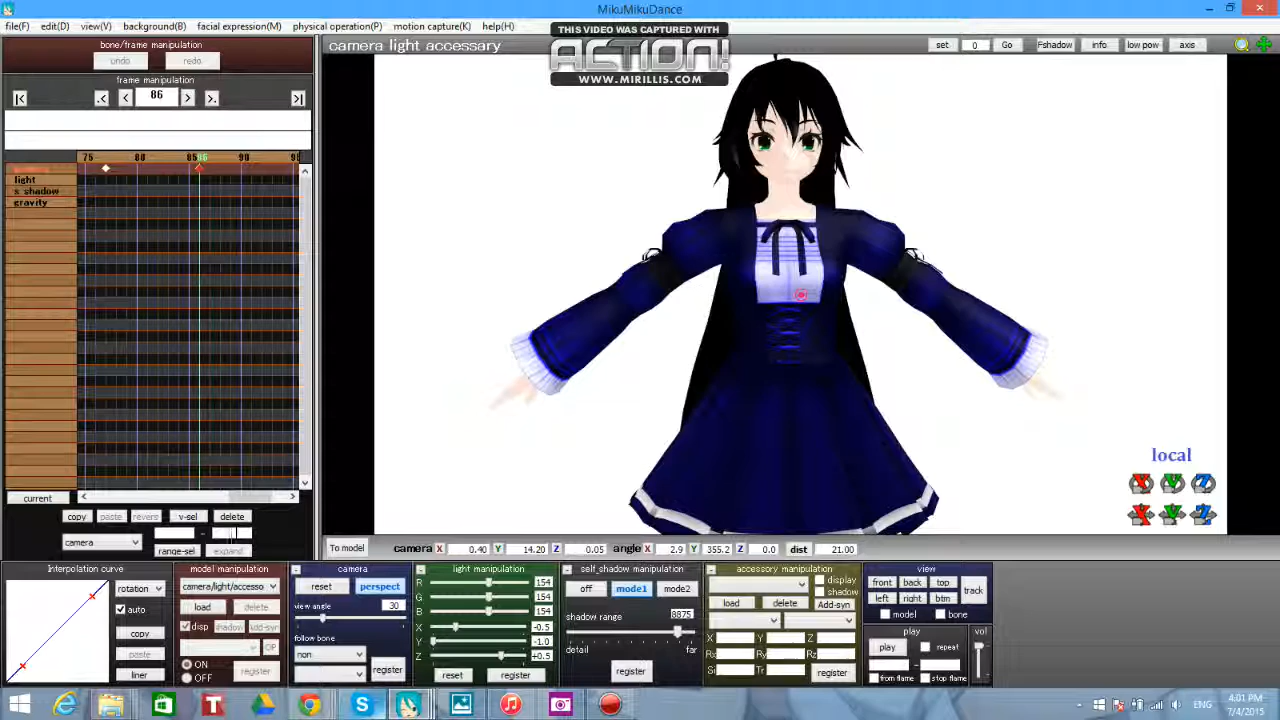 MikuMikuDance
file(F) edit(D) view(V) background(B) facial expression(M) physical operation(P) motion capture(K) help(H)
THIS VIDEO WAS CAPTURED WITH
ACTION!
WWW.MIRILLIS.COM
bone/frame manipulation
undo redo
frame manipulation
|< .< < 86 > >. >|
camera light accessary
set 0 Go Fshadow info low pow axis
75 80 85 86 90
light
s shadow
gravity
current
copy paste revers v-sel delete
camera
range-sel expand
local
X Y Z
X Y Z
To model camera X 0.40 Y 14.20 Z 0.05 angle X 2.9 Y 355.2 Z 0.0 dist 21.00
Interpolation curve
rotation
auto
copy
paste
liner
model manipulation
camera/light/accesso
load delete
disp shadow add-syn
OP
ON
OFF
register
camera
reset perspect
view angle 30
follow bone
non
register
light manipulation
R 154
G 154
B 154
X -0.5
Y -1.0
Z +0.5
reset register
self_shadow manipulation
off mode1 mode2
shadow range 8875
detail far
register
accessory manipulation
display
shadow
load delete Add-syn
X Y Z
Rx Ry Rz
Si Tr register
view
front back top
left right btm
track
model bone
play
play repeat
from flame stop flame
vol
ENG
4:01 PM
7/4/2015